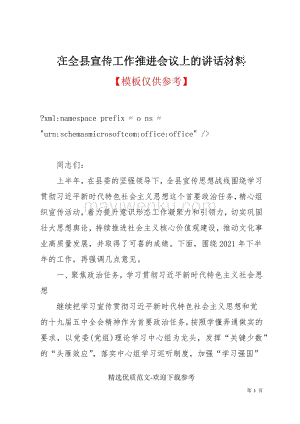 在全县宣传工作推进会议上的讲话材料
【模板仅供参考】
?xml:namespace prefix = o ns =
"urn:schemasmicrosoftcom:office:office" />
同志们：
上半年，在县委的坚强领导下，全县宣传思想战线围绕学习
贯彻习近平新时代特色社会主义思想这个首要政治任务，精心组
织宣传活动，着力提升意识形态工作凝聚力和引领力，切实巩固
壮大思想舆论，持续推进社会主义核心价值观建设，推动文化事
业高质量发展，并取得了可喜的成绩。下面，围绕2021年下半
年的工作，再强调几点意见。
一、聚焦政治任务，学习贯彻习近平新时代特色主义社会思
想
继续把学习宣传贯彻习近平新时代特色社会主义思想和党
的十九届五中全会精神作为首要政治任务，按照学懂弄通做实的
要求，以党委(党组)理论学习中心组为龙头，发挥“关键少数”
的“头雁效应”，落实中心组学习巡听制度，加强“学习强国”
精选优质范文-欢迎下载参考
第 1 页